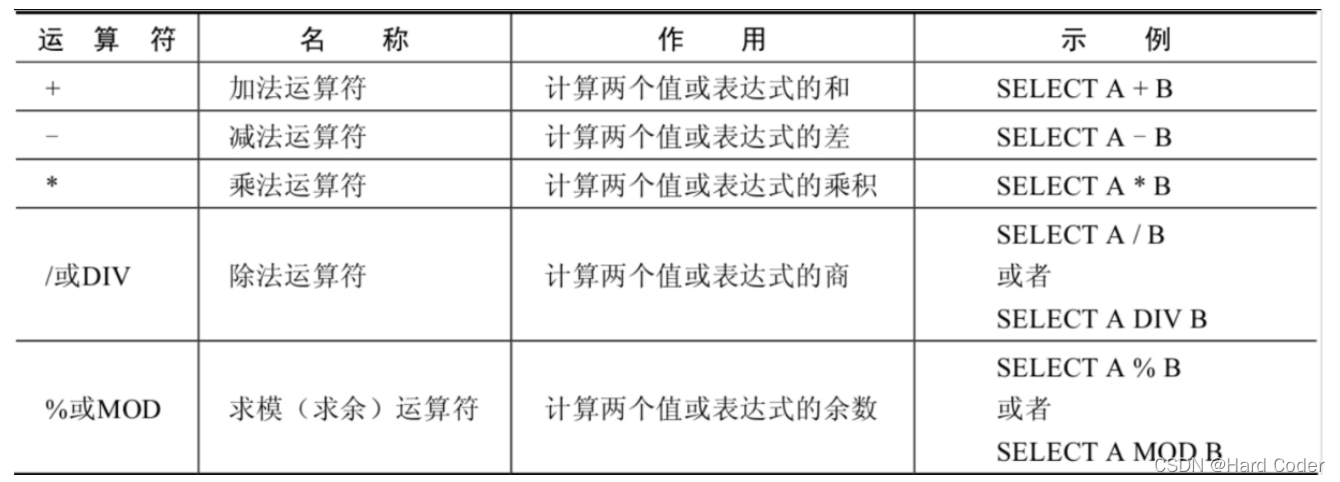 运 算 符 名 称 作 用 示 例
+ 加法运算符 计算两个值或表达式的和 SELECT A + B
- 减法运算符 计算两个值或表达式的差 SELECT A - B
* 乘法运算符 计算两个值或表达式的乘积 SELECT A * B
/或DIV 除法运算符 计算两个值或表达式的商 SELECT A / B
或者
SELECT A DIV B
%或MOD 求模（求余）运算符 计算两个值或表达式的余数 SELECT A % B
或者
SELECT A MOD B
CSDN @Hard Coder